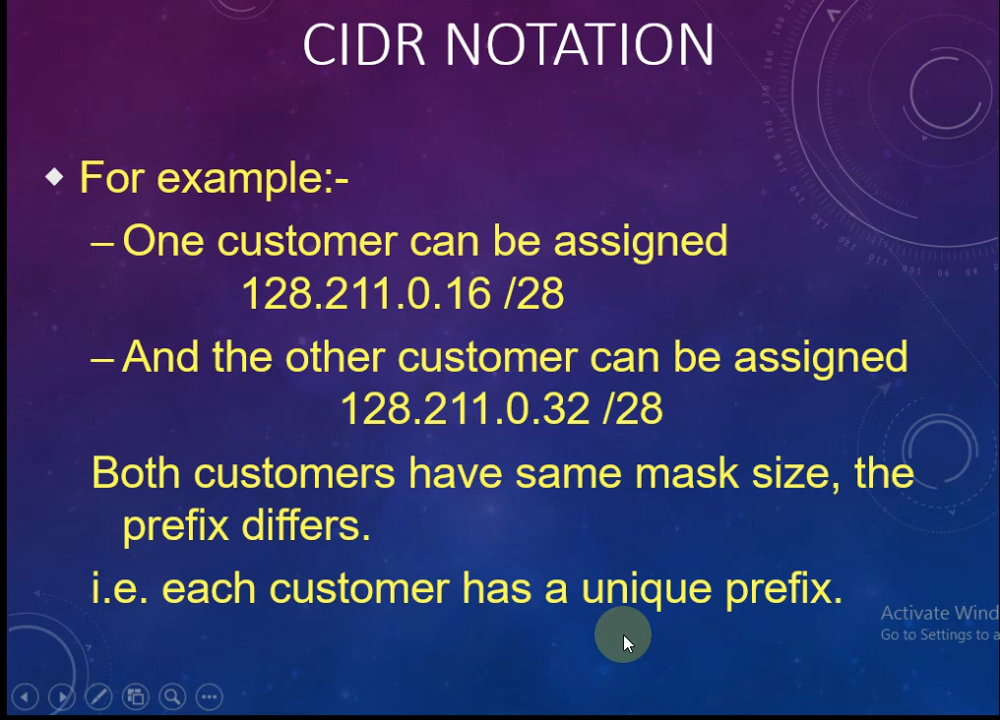 CIDR NOTATION
For example:-
– One customer can be assigned
128.211.0.16 /28
– And the other customer can be assigned
128.211.0.32 /28
Both customers have same mask size, the
prefix differs.
i.e. each customer has a unique prefix.
Activate Wind
Go to Settings to a